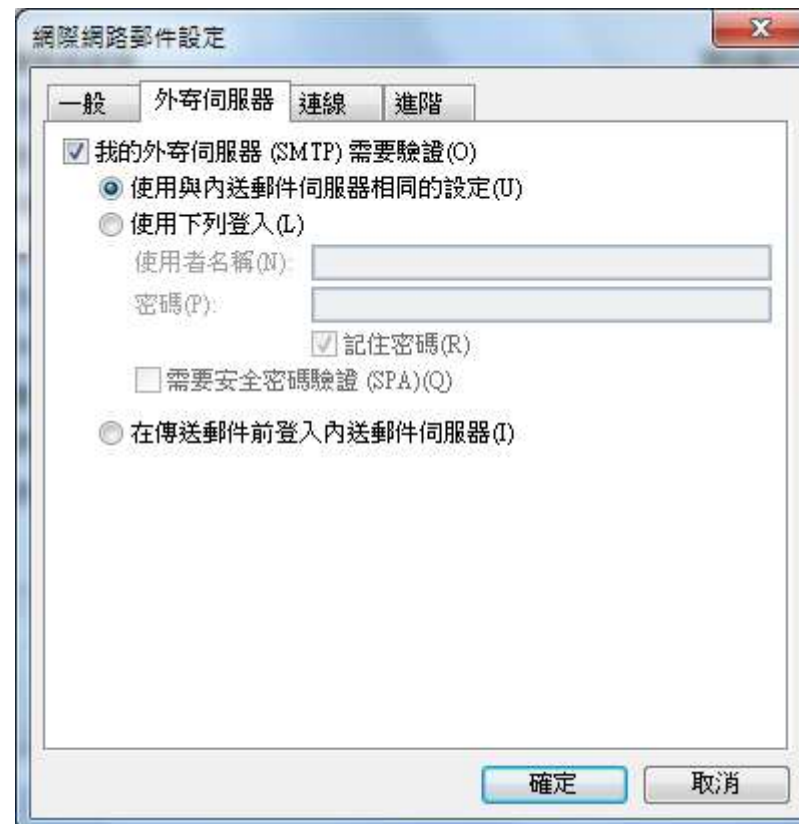 網際網路郵件設定
一般 外寄伺服器 連線 進階
我的外寄伺服器 (SMTP) 需要驗證(O)
使用與內送郵件伺服器相同的設定(U)
使用下列登入(L)
使用者名稱(N):
密碼(P):
記住密碼(R)
需要安全密碼驗證 (SPA)(Q)
在傳送郵件前登入內送郵件伺服器(I)
確定 取消